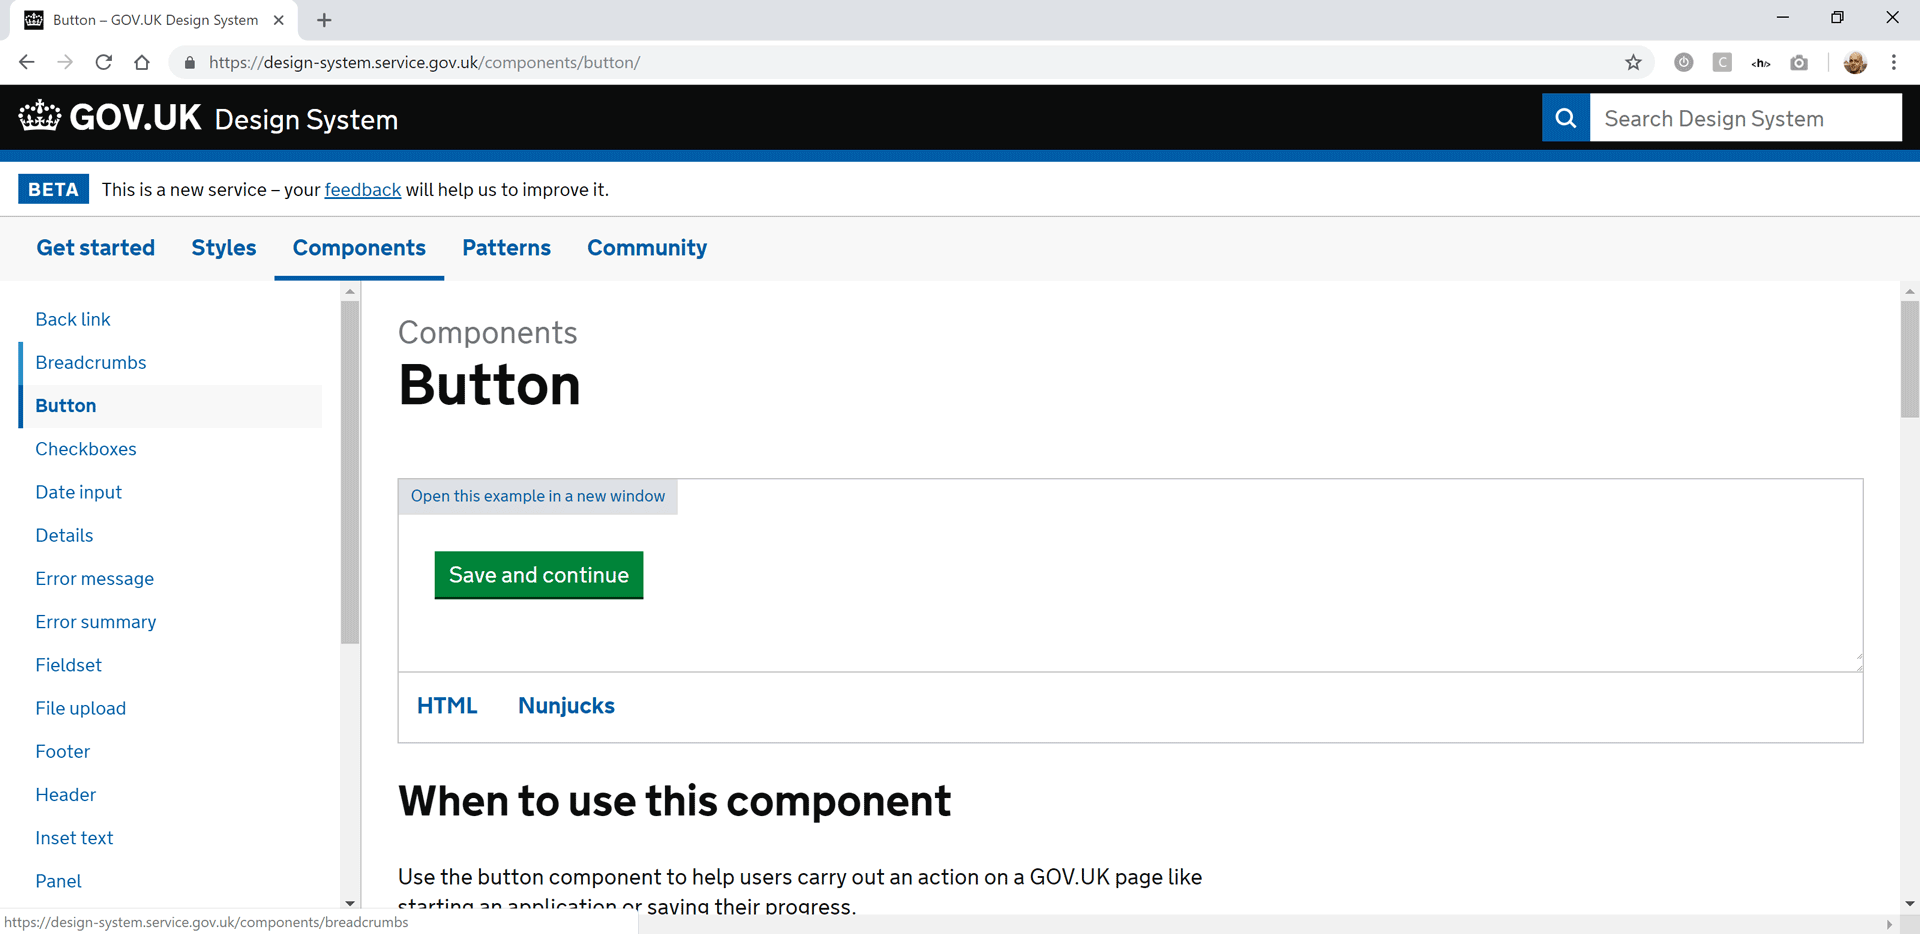 Button – GOV.UK Design System
https://design-system.service.gov.uk/components/button/
C
<h/>
GOV.UK Design System
Search Design System
BETA This is a new service – your feedback will help us to improve it.
Get started Styles Components Patterns Community
Back link
Breadcrumbs
Button
Checkboxes
Date input
Details
Error message
Error summary
Fieldset
File upload
Footer
Header
Inset text
Panel
Components
Button
Open this example in a new window
Save and continue
HTML Nunjucks
When to use this component
Use the button component to help users carry out an action on a GOV.UK page like
starting an application or saving their progress.
https://design-system.service.gov.uk/components/breadcrumbs